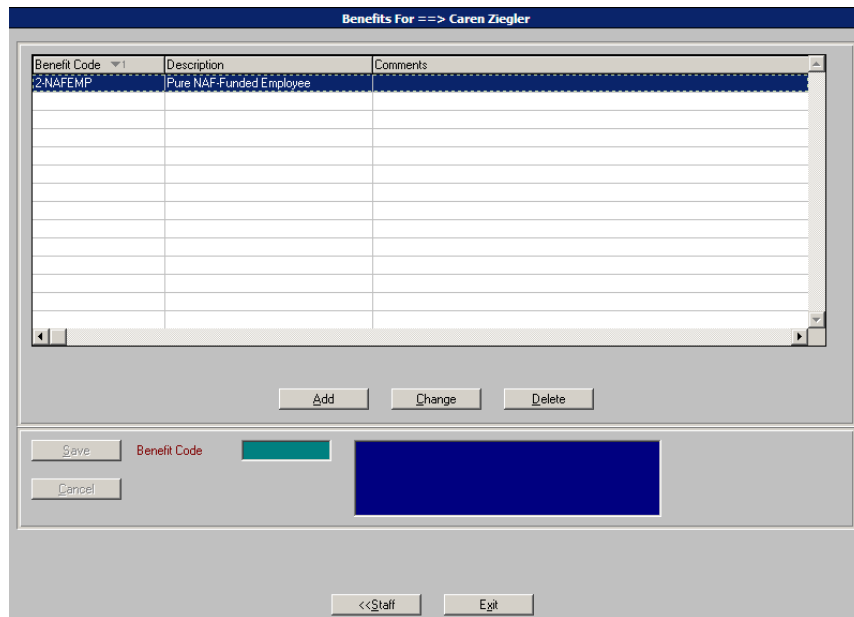 Benefits For ==> Caren Ziegler
Benefit Code 1 Description Comments
2-NAFEMP Pure NAF-Funded Employee
Add Change Delete
Save Benefit Code
Cancel
<<Staff Exit